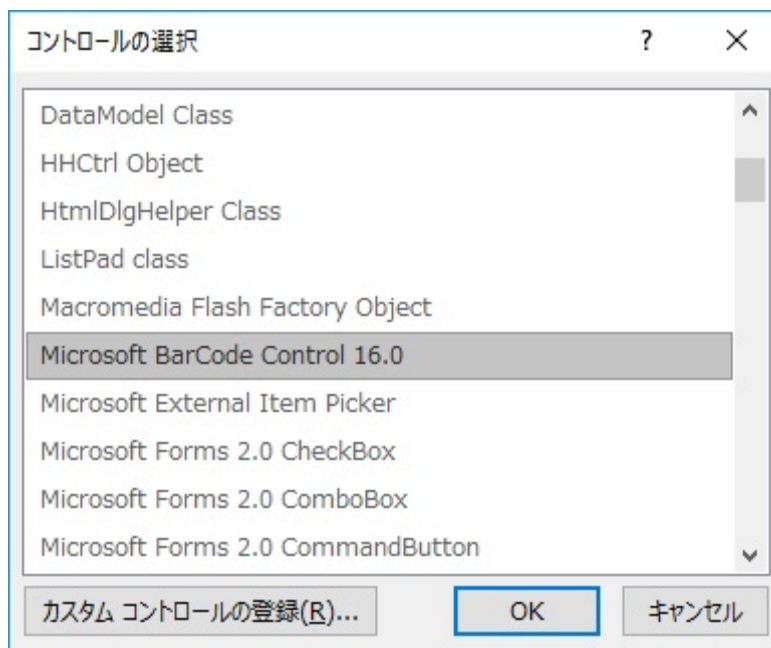 コントロールの選択 ?
DataModel Class
HHCtrl Object
HtmlDlgHelper Class
ListPad class
Macromedia Flash Factory Object
Microsoft BarCode Control 16.0
Microsoft External Item Picker
Microsoft Forms 2.0 CheckBox
Microsoft Forms 2.0 ComboBox
Microsoft Forms 2.0 CommandButton
カスタム コントロールの登録(R)... OK キャンセル